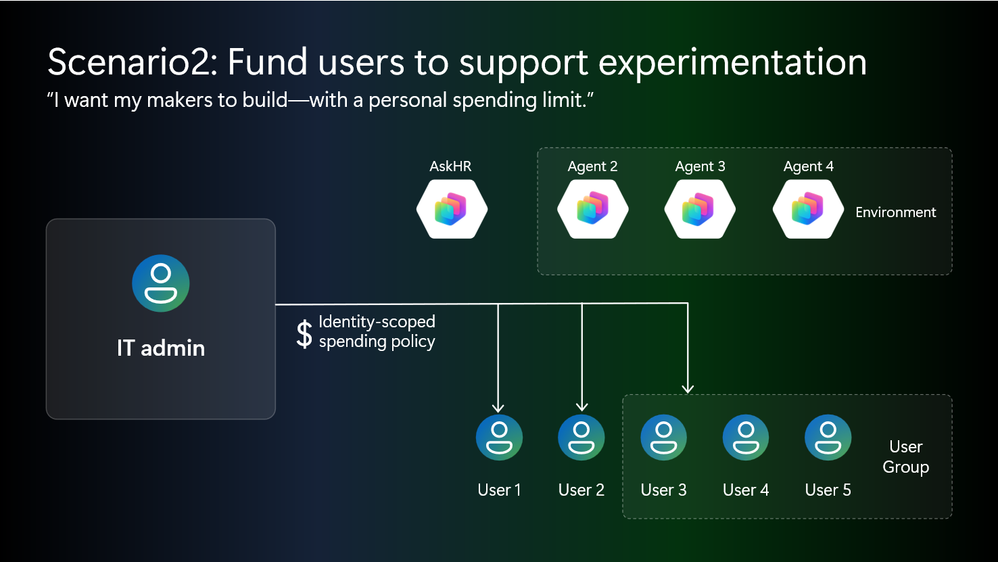 Scenario2: Fund users to support experimentation
“I want my makers to build—with a personal spending limit.”
AskHR
Agent 2
Agent 3
Agent 4
Environment
IT admin
$
Identity-scoped
spending policy
User 1
User 2
User 3
User 4
User 5
User
Group